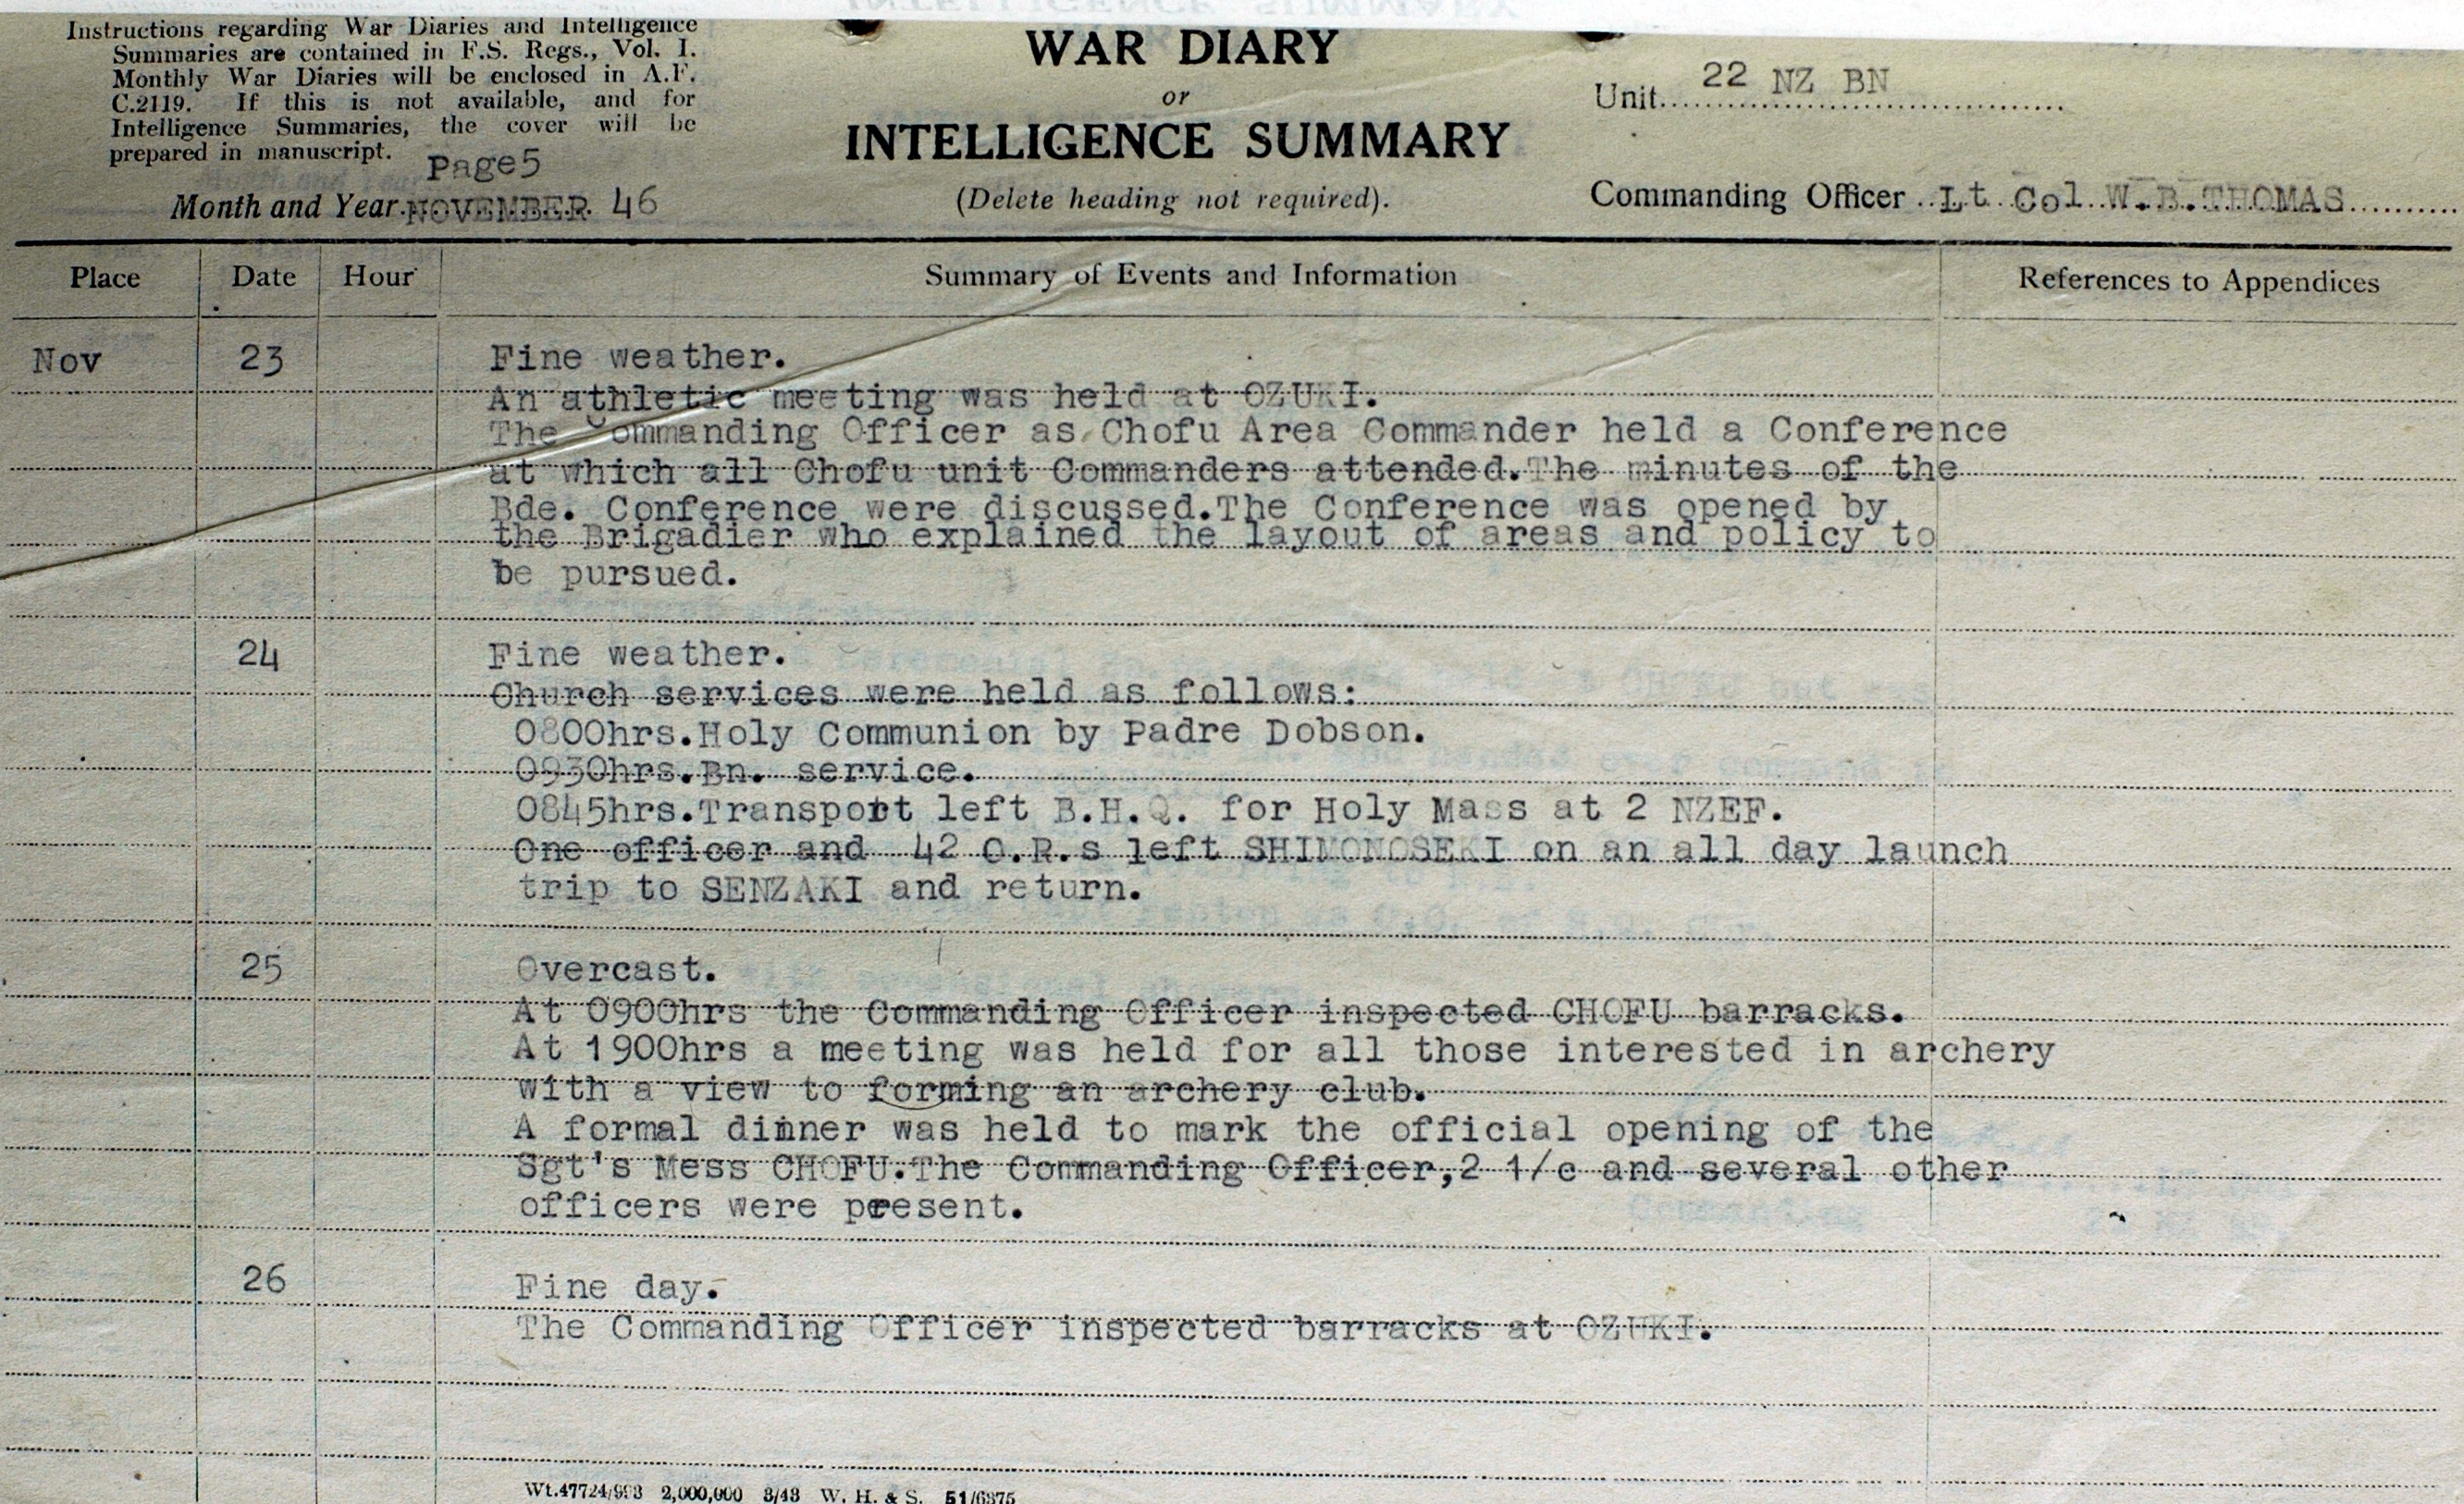 Instructions regarding War Diaries and Intelligence
Summaries are contained in F.S. Regs., Vol. I.
Monthly War Diaries will be enclosed in A.F.
C.2119. If this is not available, and for
Intelligence Summaries, the cover will be
prepared in manuscript.
Page5
Month and Year NOVEMBER 46
WAR DIARY
or
INTELLIGENCE SUMMARY
(Delete heading not required).
Unit 22 NZ BN
Commanding Officer Lt Col W.B.THOMAS
Place Date Hour Summary of Events and Information References to Appendices
Nov 23 Fine weather.
An athletic meeting was held at OZUKI.
The Commanding Officer as Chofu Area Commander held a Conference
at which all Chofu unit Commanders attended.The minutes of the
Bde. Conference were discussed.The Conference was opened by
the Brigadier who explained the layout of areas and policy to
be pursued.
24 Fine weather.
Church services were held as follows:
0800hrs.Holy Communion by Padre Dobson.
0930hrs.Bn. service.
0845hrs.Transport left B.H.Q. for Holy Mass at 2 NZEF.
One officer and 42 O.R.s left SHIMONOSEKI on an all day launch
trip to SENZAKI and return.
25 Overcast.
At 0900hrs the Commanding Officer inspected CHOFU barracks.
At 1900hrs a meeting was held for all those interested in archery
with a view to forming an archery club.
A formal dinner was held to mark the official opening of the
Sgt's Mess CHOFU.The Commanding Officer,2 1/c and several other
officers were present.
26 Fine day.
The Commanding Officer inspected barracks at OZUKI.
Wt.47724/993 2,000,000 3/43 W. H. & S. 51/6375